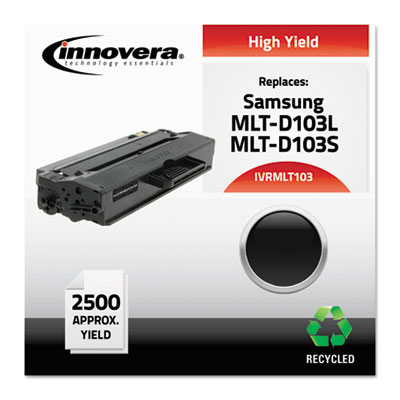 innovera
technology essentials
High Yield
Replaces:
Samsung
MLT-D103L
MLT-D103S
IVRMLT103
2500
APPROX.
YIELD
RECYCLED